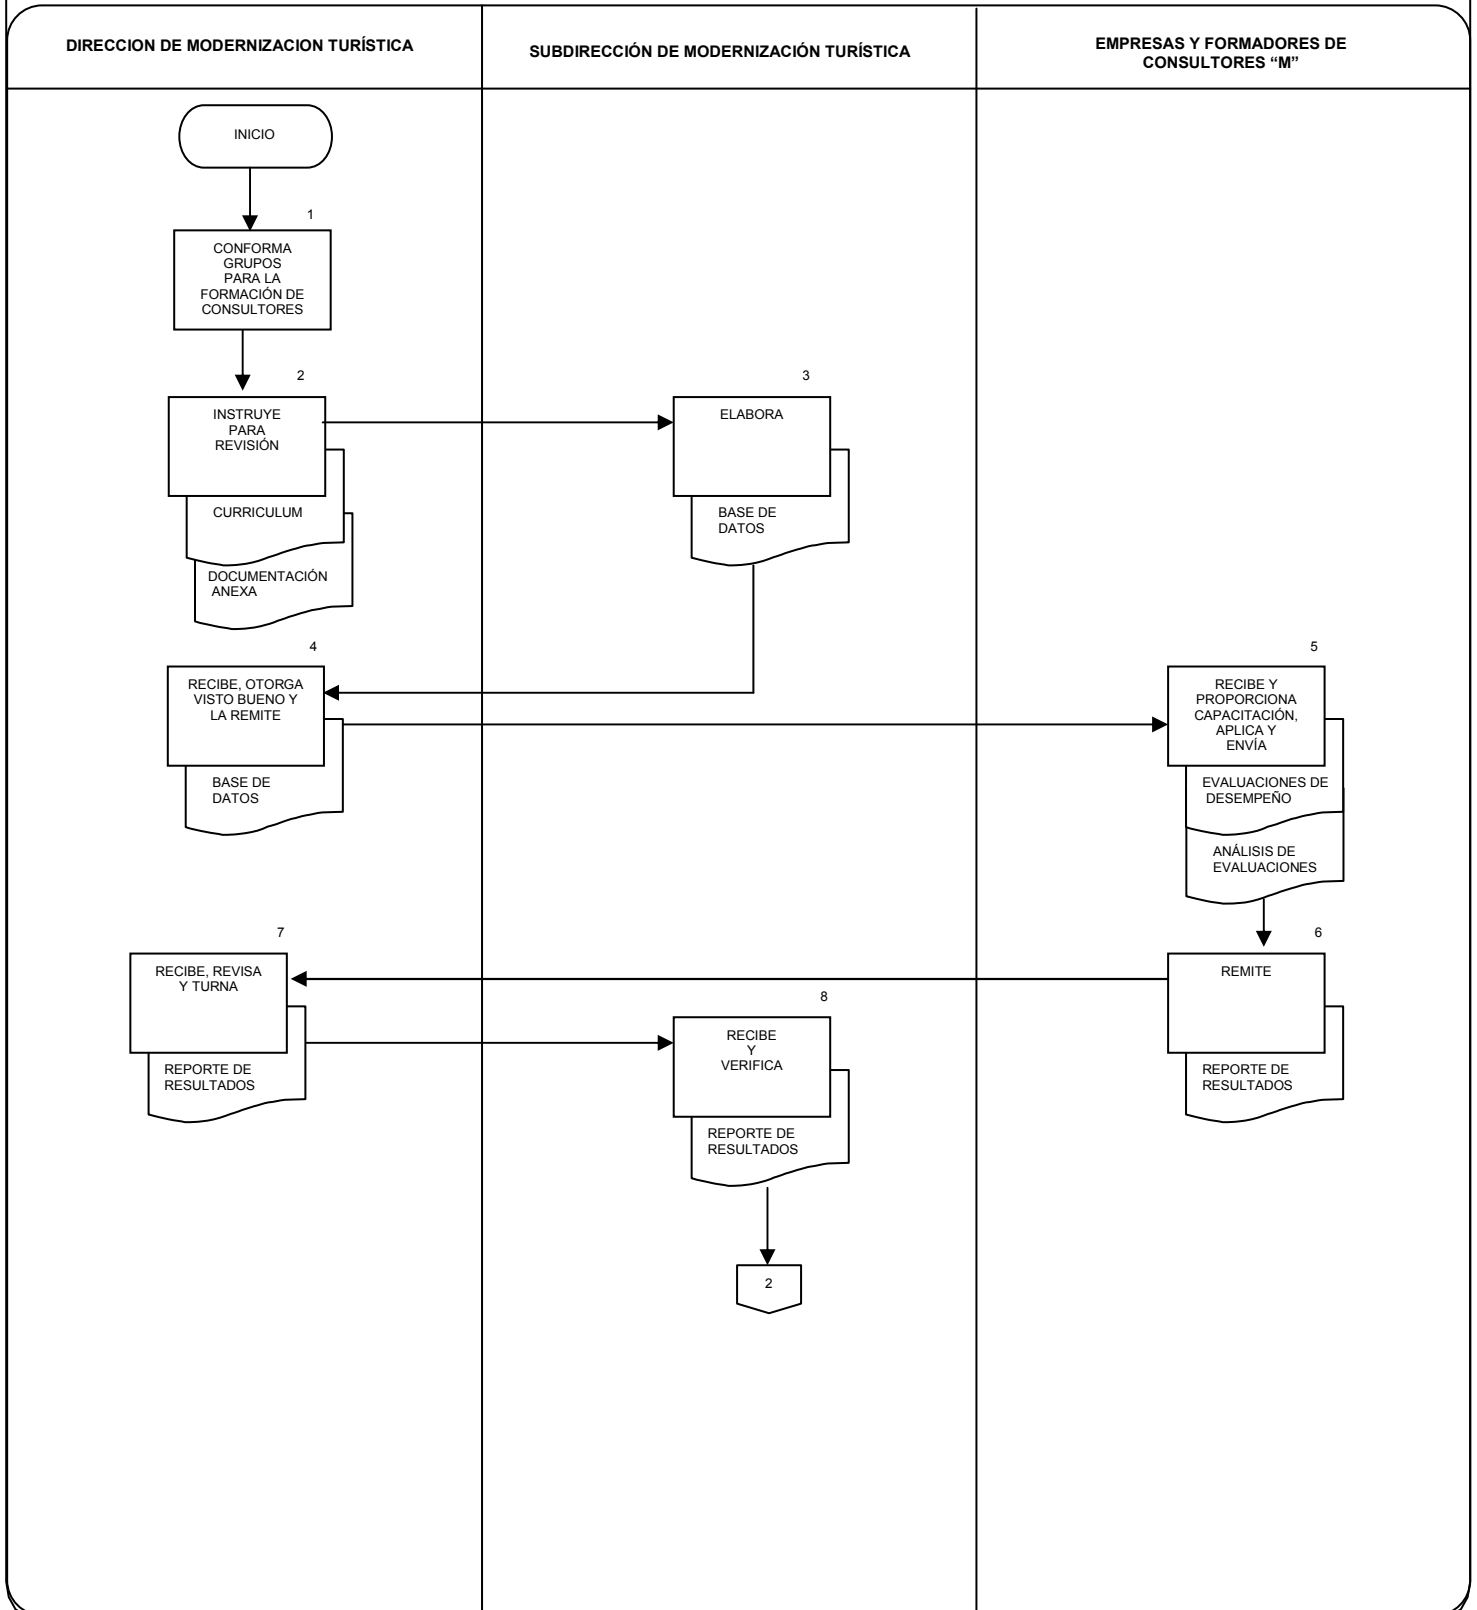 DIRECCION DE MODERNIZACION TURÍSTICA
SUBDIRECCIÓN DE MODERNIZACIÓN TURÍSTICA
EMPRESAS Y FORMADORES DE
CONSULTORES “M”
INICIO
1
CONFORMA
GRUPOS
PARA LA
FORMACIÓN DE
CONSULTORES
2
INSTRUYE
PARA
REVISIÓN
CURRICULUM
DOCUMENTACIÓN
ANEXA
3
ELABORA
BASE DE
DATOS
4
RECIBE, OTORGA
VISTO BUENO Y
LA REMITE
BASE DE
DATOS
5
RECIBE Y
PROPORCIONA
CAPACITACIÓN,
APLICA Y
ENVÍA
EVALUACIONES DE
DESEMPEÑO
ANÁLISIS DE
EVALUACIONES
6
REMITE
REPORTE DE
RESULTADOS
7
RECIBE, REVISA
Y TURNA
REPORTE DE
RESULTADOS
8
RECIBE
Y
VERIFICA
REPORTE DE
RESULTADOS
2